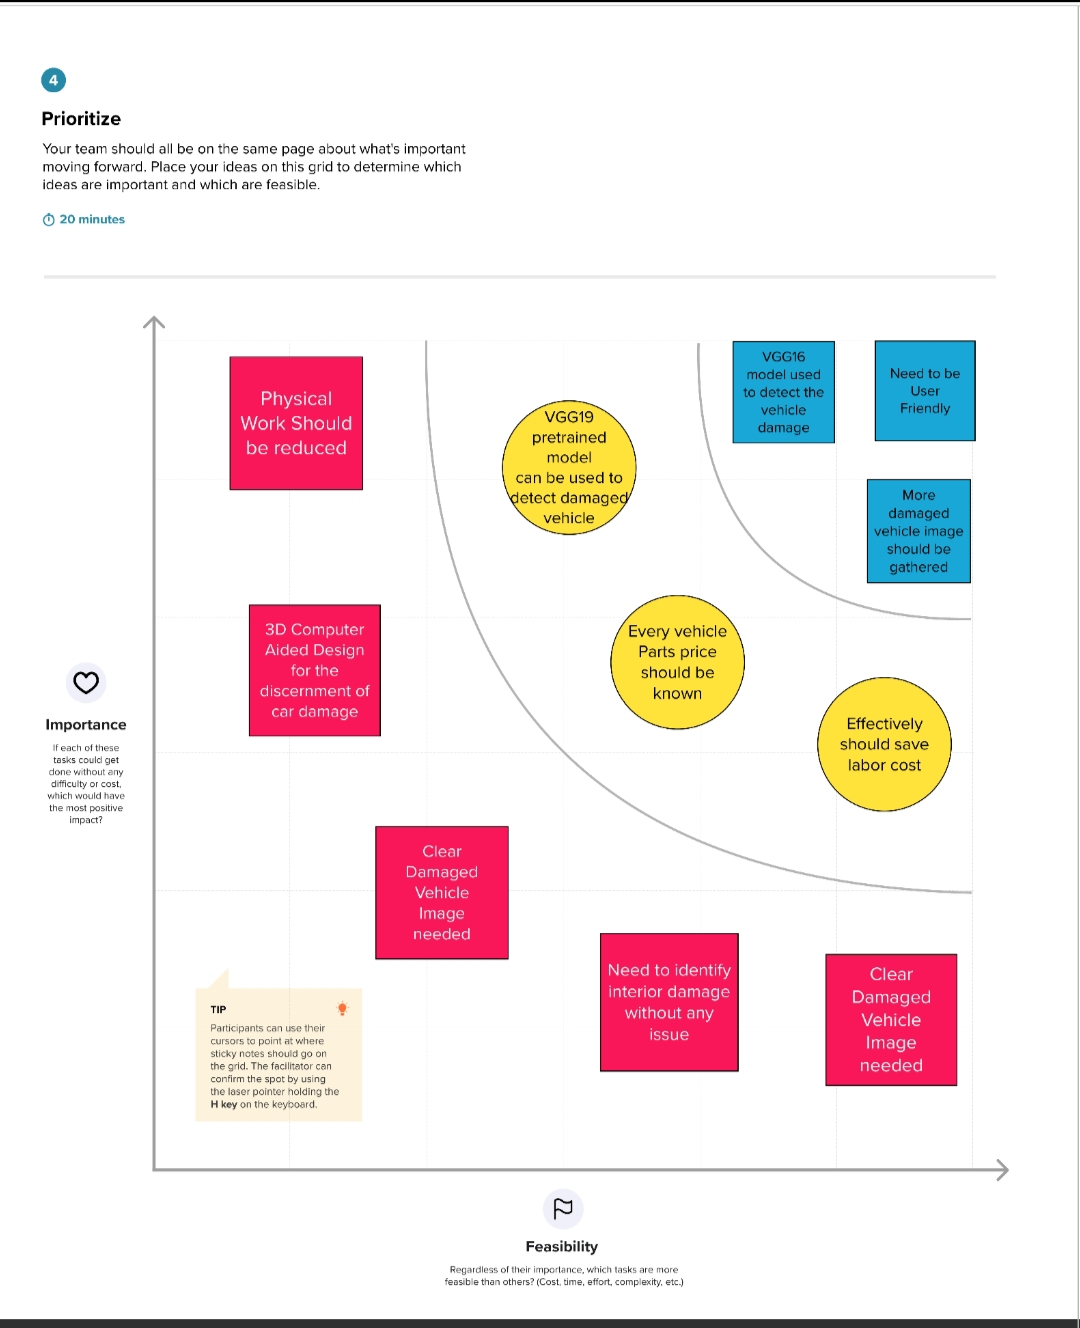 4
Prioritize
Your team should all be on the same page about what's important
moving forward. Place your ideas on this grid to determine which
ideas are important and which are feasible.
20 minutes
Physical
Work Should
be reduced
VGG19
pretrained
model
can be used to
detect damaged
vehicle
VGG16
model used
to detect the
vehicle
damage
Need to be
User
Friendly
More
damaged
vehicle image
should be
gathered
3D Computer
Aided Design
for the
discernment of
car damage
Every vehicle
Parts price
should be
known
Effectively
should save
labor cost
Importance
If each of these
tasks could get
done without any
difficulty or cost,
which would have
the most positive
impact?
Clear
Damaged
Vehicle
Image
needed
Need to identify
interior damage
without any
issue
Clear
Damaged
Vehicle
Image
needed
TIP
Participants can use their
cursors to point at where
sticky notes should go on
the grid. The facilitator can
confirm the spot by using
the laser pointer holding the
H key on the keyboard.
Feasibility
Regardless of their importance, which tasks are more
feasible than others? (Cost, time, effort, complexity, etc.)